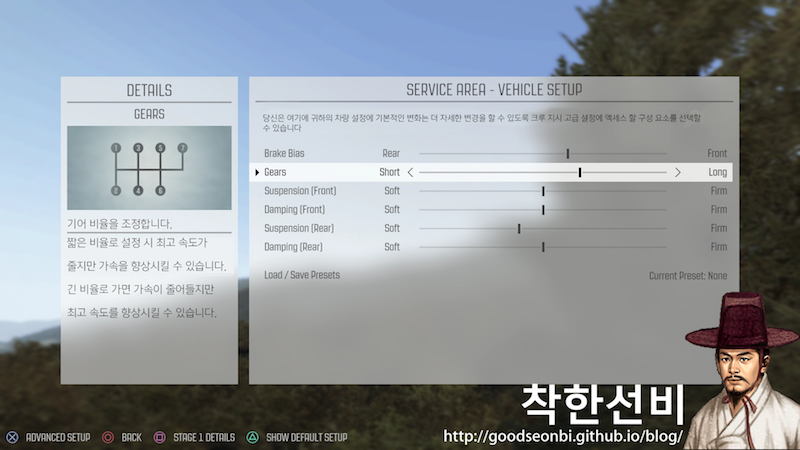 DETAILS
GEARS
1 3 5 7
2 4 6
기어 비율을 조정합니다.
짧은 비율로 설정 시 최고 속도가
줄지만 가속을 향상시킬 수 있습니다.
긴 비율로 가면 가속이 줄어들지만
최고 속도를 향상시킬 수 있습니다.
SERVICE AREA - VEHICLE SETUP
당신은 여기에 귀하의 차량 설정에 기본적인 변화는 더 자세한 변경을 할 수 있도록 크루 지시 고급 설정에 액세스 할 구성 요소를 선택할
수 있습니다
Brake Bias Rear Front
Gears Short Long
Suspension (Front) Soft Firm
Damping (Front) Soft Firm
Suspension (Rear) Soft Firm
Damping (Rear) Soft Firm
Load / Save Presets Current Preset: None
착한선비
http://goodseonbi.github.io/blog/
ADVANCED SETUP BACK STAGE 1 DETAILS SHOW DEFAULT SETUP